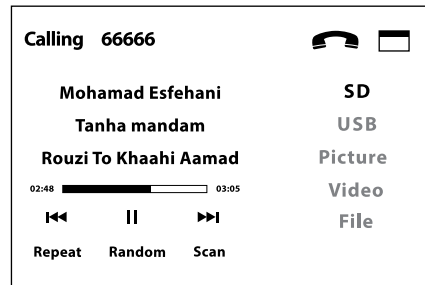 Calling 66666
Mohamad Esfehani
Tanha mandam
Rouzi To Khaahi Aamad
02:48 03:05
Repeat Random Scan
SD
USB
Picture
Video
File